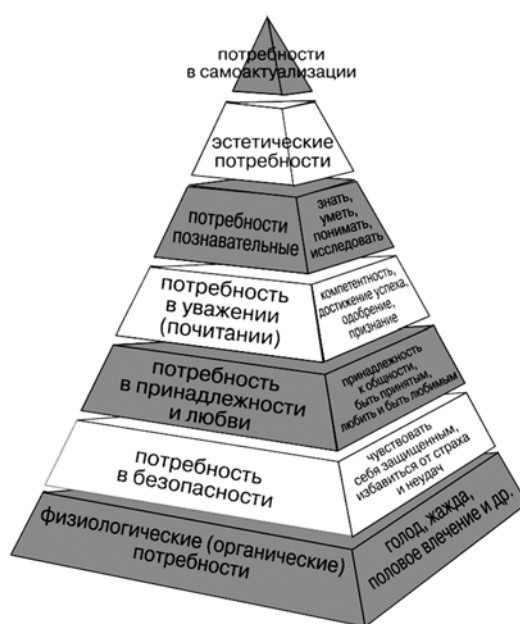 потребности
в самоактуализации
эстетические
потребности
потребности
познавательные
знать,
уметь,
понимать,
исследовать
потребность
в уважении
(почитании)
компетентность,
достижение успеха,
одобрение,
признание
потребность
в принадлежности
и любви
принадлежность
к общности,
быть принятым,
любить и быть любимым
потребность
в безопасности
чувствовать
себя защищенным,
избавиться от страха
и неудач
физиологические (органические)
потребности
голод, жажда,
половое влечение и др.